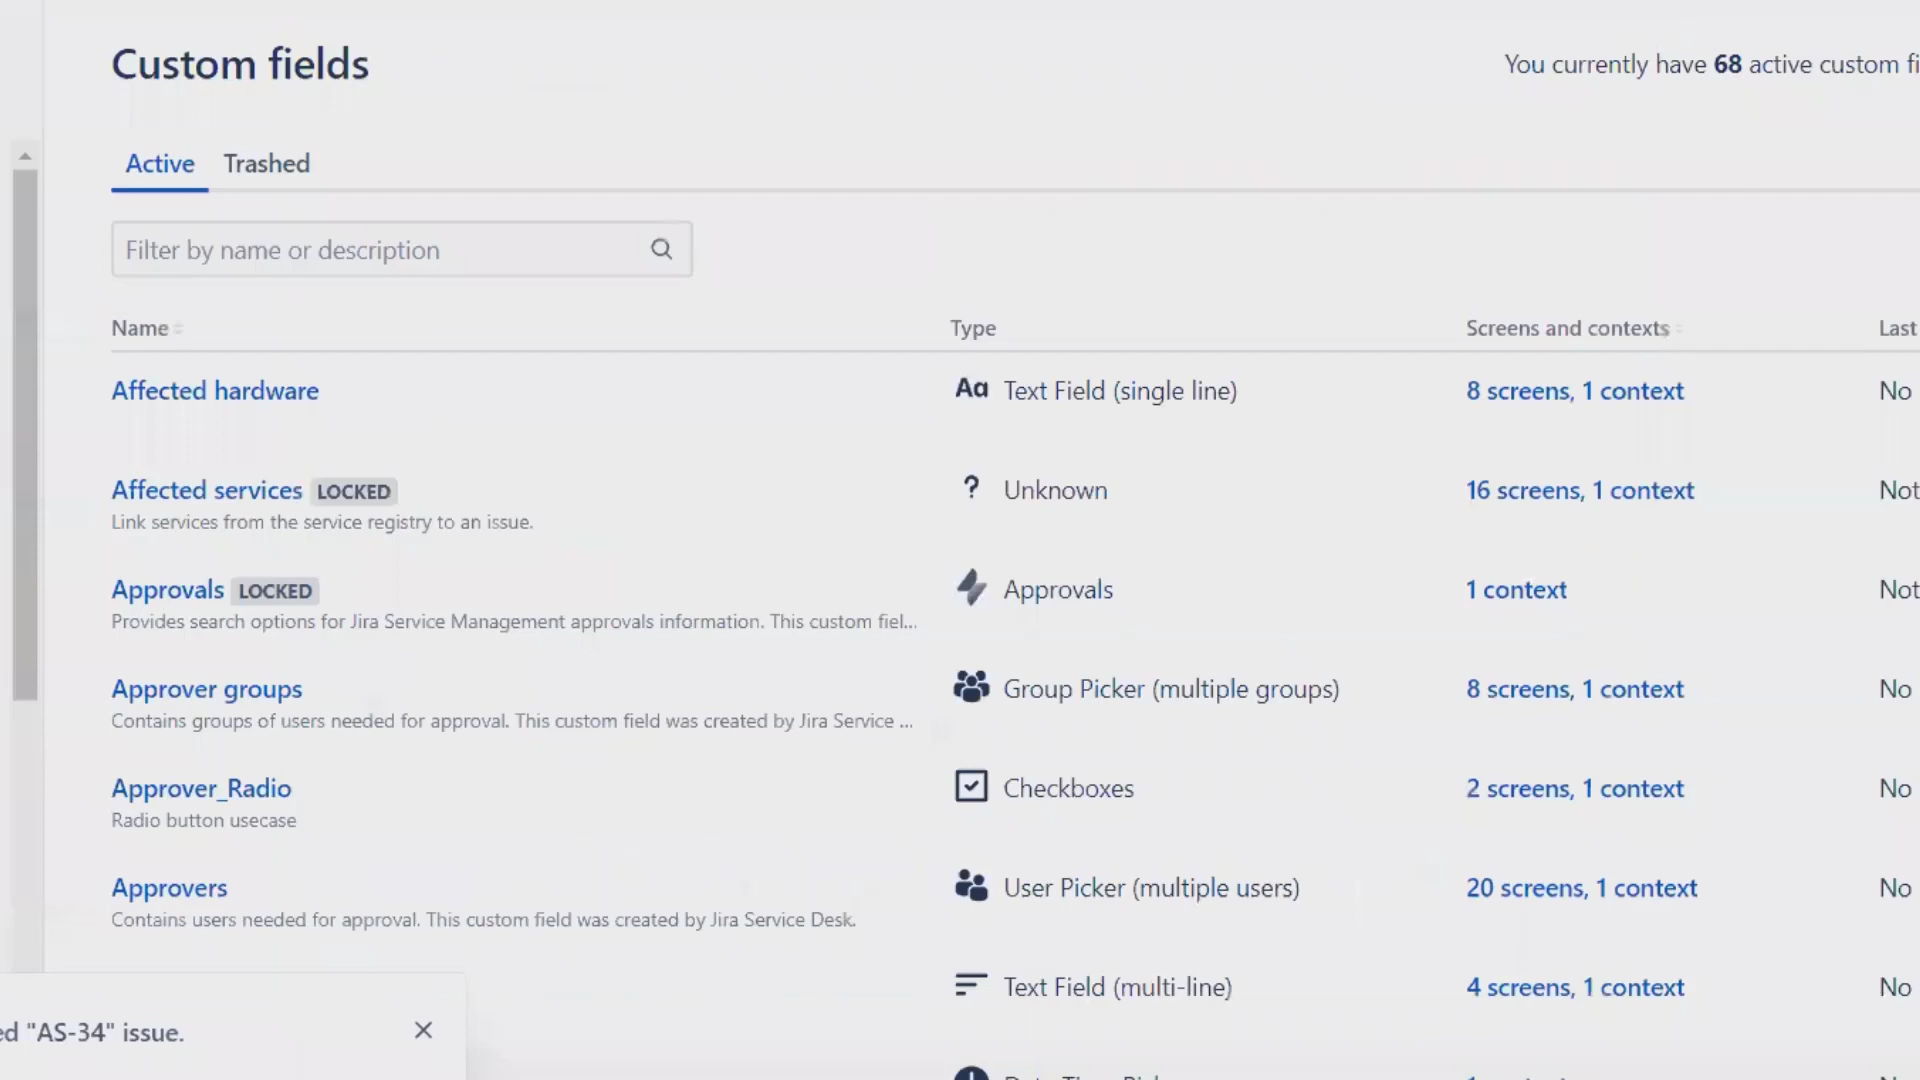 Custom fields
You currently have 68 active custom fi
Active
Trashed
Filter by name or description
Name
Type
Screens and contexts
Last
Affected hardware
Aa Text Field (single line)
8 screens, 1 context
No
Affected services LOCKED
Link services from the service registry to an issue.
? Unknown
16 screens, 1 context
Not
Approvals LOCKED
Provides search options for Jira Service Management approvals information. This custom fiel...
Approvals
1 context
Not
Approver groups
Contains groups of users needed for approval. This custom field was created by Jira Service ...
Group Picker (multiple groups)
8 screens, 1 context
No
Approver_Radio
Radio button usecase
Checkboxes
2 screens, 1 context
No
Approvers
Contains users needed for approval. This custom field was created by Jira Service Desk.
User Picker (multiple users)
20 screens, 1 context
No
Text Field (multi-line)
4 screens, 1 context
No
ed "AS-34" issue.